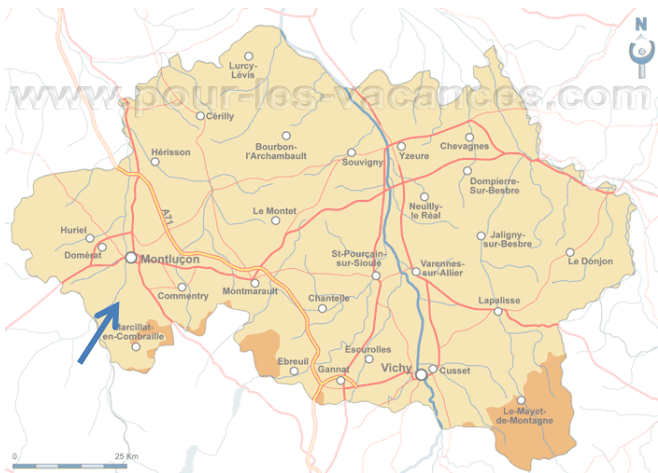 N
Lurcy-
Lévis
www.pour-les-vacances.com
Cérilly
Bourbon-
l'Archambault
Souvigny
Yzeure
Chevagnes
Hérisson
Dompierre-
Sur-Besbre
A71
Le Montet
Neuilly-
le Réal
Huriel
Domérat
Montluçon
Jaligny-
sur-Besbre
St-Pourçain-
sur-Sioule
Varennes-
sur-Allier
Le Donjon
Commentry
Montmarault
Chantelle
Lapalisse
Marcillat-
en-Combraille
Escurolles
Ebreuil
Gannat
Vichy
Cusset
Le-Mayet-
de-Montagne
0 25 Km